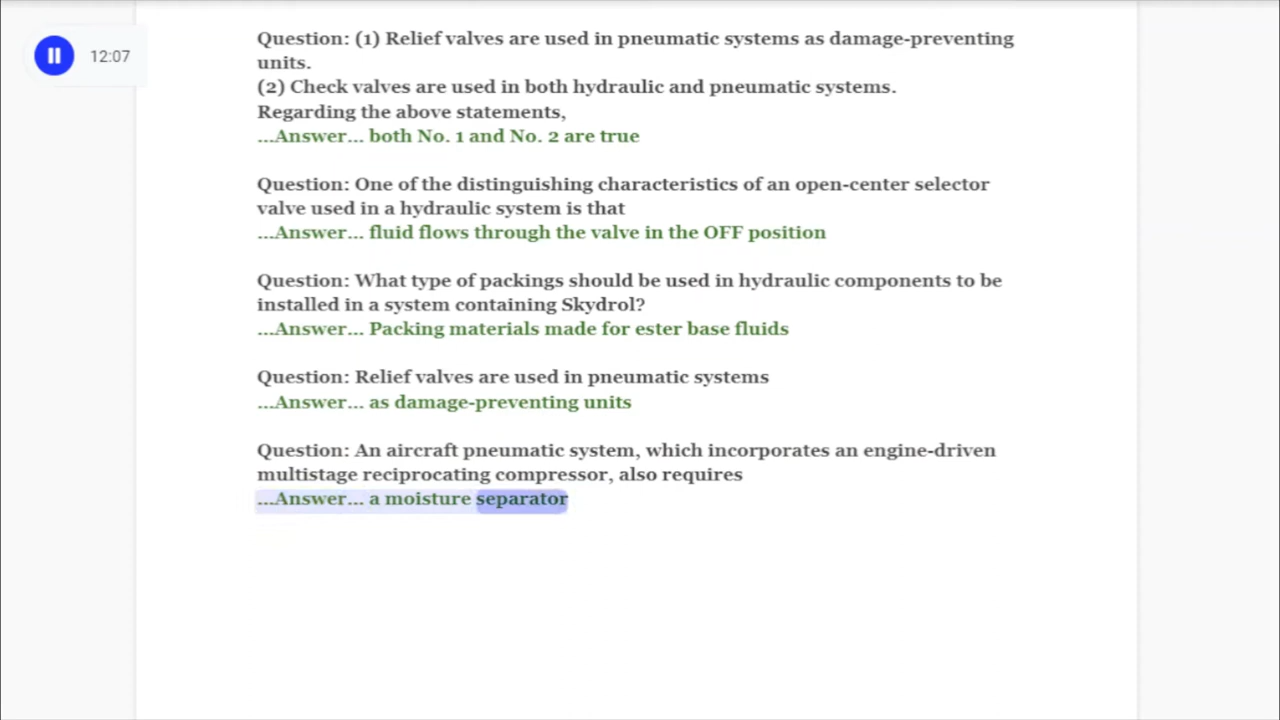 12:07
Question: (1) Relief valves are used in pneumatic systems as damage-preventing
units.
(2) Check valves are used in both hydraulic and pneumatic systems.
Regarding the above statements,
...Answer... both No. 1 and No. 2 are true
Question: One of the distinguishing characteristics of an open-center selector
valve used in a hydraulic system is that
...Answer... fluid flows through the valve in the OFF position
Question: What type of packings should be used in hydraulic components to be
installed in a system containing Skydrol?
...Answer... Packing materials made for ester base fluids
Question: Relief valves are used in pneumatic systems
...Answer... as damage-preventing units
Question: An aircraft pneumatic system, which incorporates an engine-driven
multistage reciprocating compressor, also requires
...Answer... a moisture separator